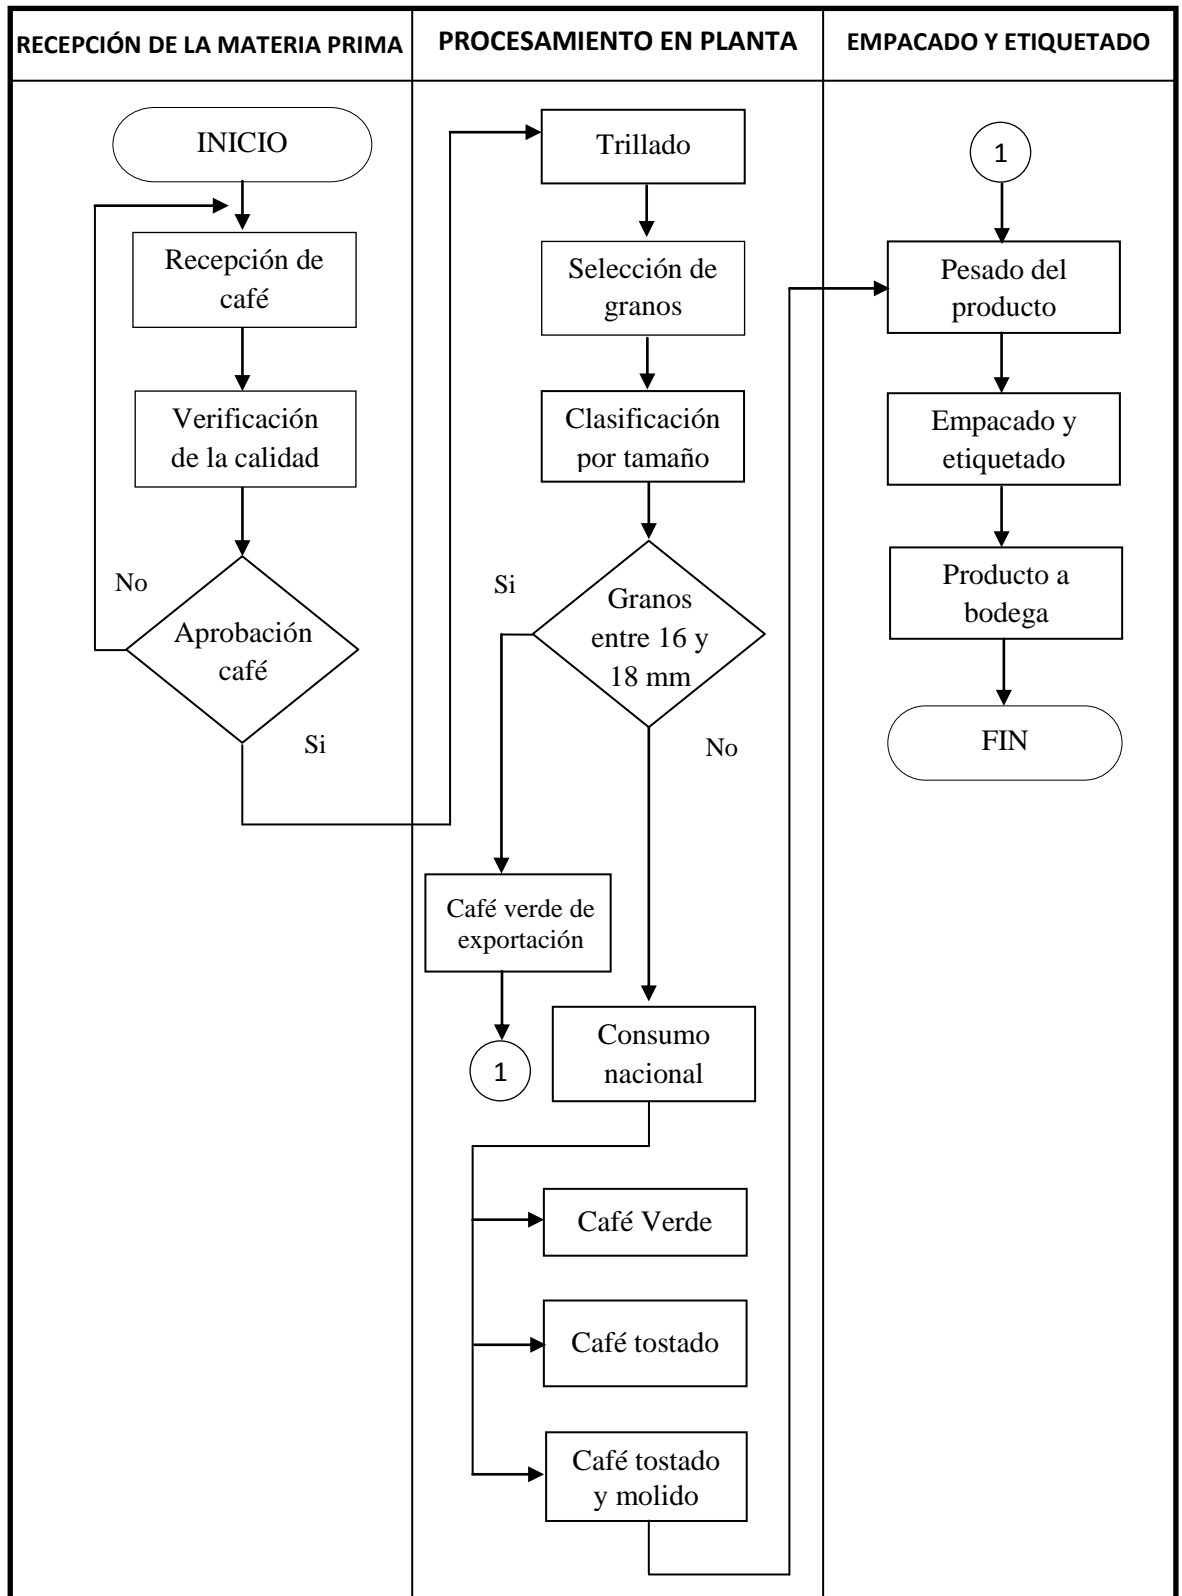 RECEPCIÓN DE LA MATERIA PRIMA
PROCESAMIENTO EN PLANTA
EMPACADO Y ETIQUETADO
INICIO
Recepción de
café
Verificación
de la calidad
No
Aprobación
café
Si
Trillado
Selección de
granos
Clasificación
por tamaño
Si
Granos
entre 16 y
18 mm
No
Café verde de
exportación
1
Consumo
nacional
Café Verde
Café tostado
Café tostado
y molido
1
Pesado del
producto
Empacado y
etiquetado
Producto a
bodega
FIN